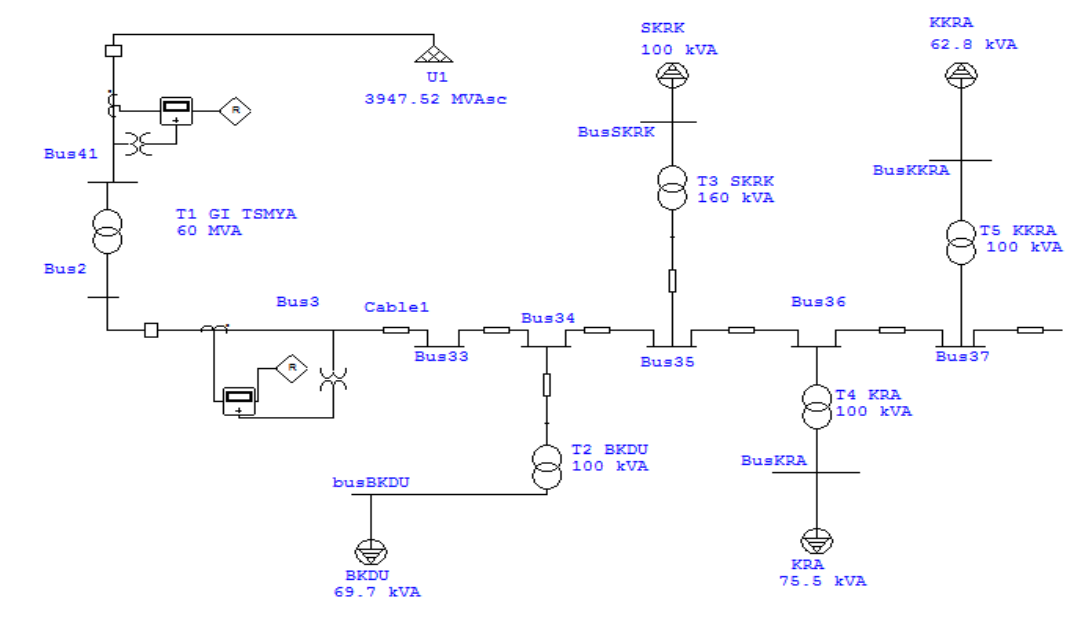 SKRK
100 kVA
KKRA
62.8 kVA
U1
3947.52 MVAsc
R
BusSKRK
Bus41
BusKKRA
T3 SKRK
160 kVA
T1 GI TSMYA
60 MVA
T5 KKRA
100 kVA
Bus2
Bus3
Cable1
Bus34
Bus36
Bus33
Bus35
Bus37
R
T4 KRA
100 kVA
T2 BKDU
100 kVA
BusKRA
busBKDU
KRA
75.5 kVA
BKDU
69.7 kVA